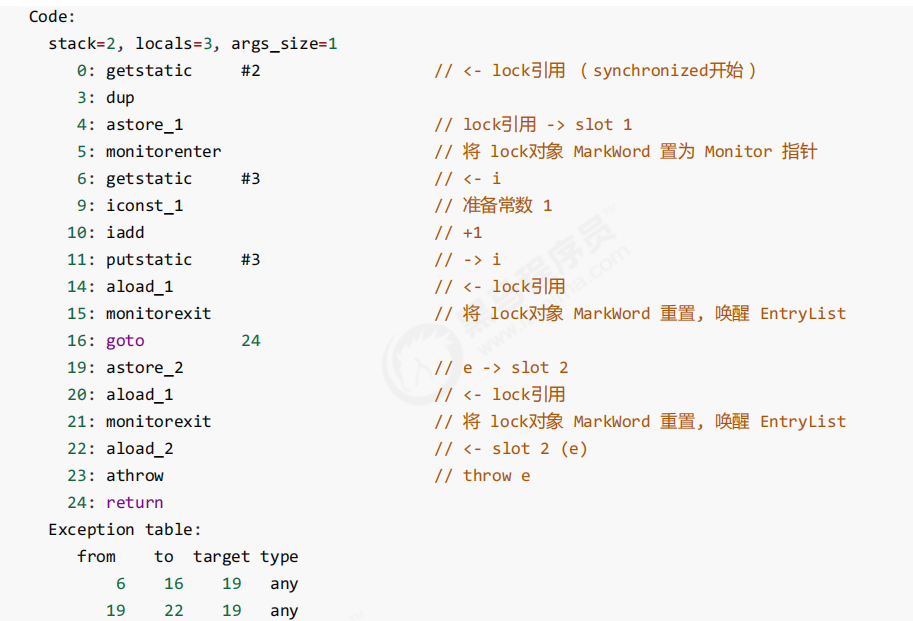 Code:
stack=2, locals=3, args_size=1
0: getstatic #2 // <- lock引用 （synchronized开始）
3: dup
4: astore_1 // lock引用 -> slot 1
5: monitorenter // 将 lock对象 MarkWord 置为 Monitor 指针
6: getstatic #3 // <- i
9: iconst_1 // 准备常数 1
10: iadd // +1
11: putstatic #3 // -> i
14: aload_1 // <- lock引用
15: monitorexit // 将 lock对象 MarkWord 重置, 唤醒 EntryList
16: goto 24
19: astore_2 // e -> slot 2
20: aload_1 // <- lock引用
21: monitorexit // 将 lock对象 MarkWord 重置, 唤醒 EntryList
22: aload_2 // <- slot 2 (e)
23: athrow // throw e
24: return
Exception table:
from to target type
6 16 19 any
19 22 19 any